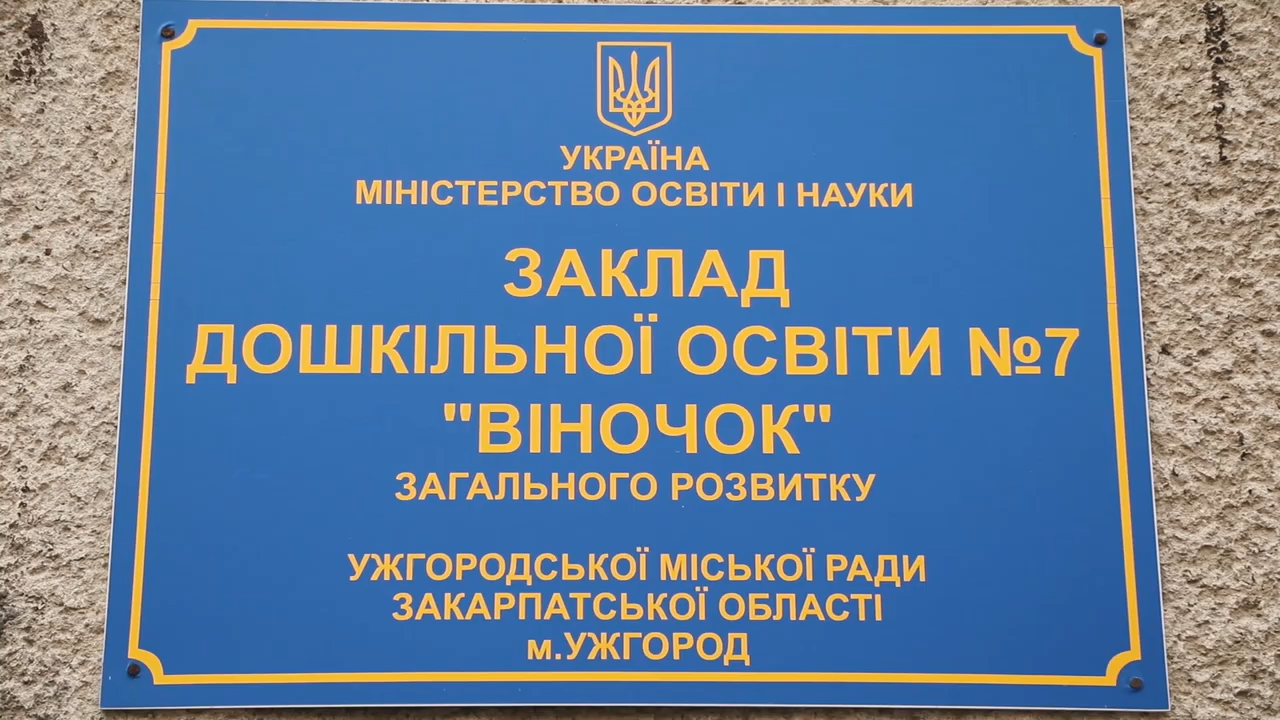 УКРАЇНА
МІНІСТЕРСТВО ОСВІТИ І НАУКИ
ЗАКЛАД
ДОШКІЛЬНОЇ ОСВІТИ №7
"ВІНОЧОК"
ЗАГАЛЬНОГО РОЗВИТКУ
УЖГОРОДСЬКОЇ МІСЬКОЇ РАДИ
ЗАКАРПАТСЬКОЇ ОБЛАСТІ
м.УЖГОРОД